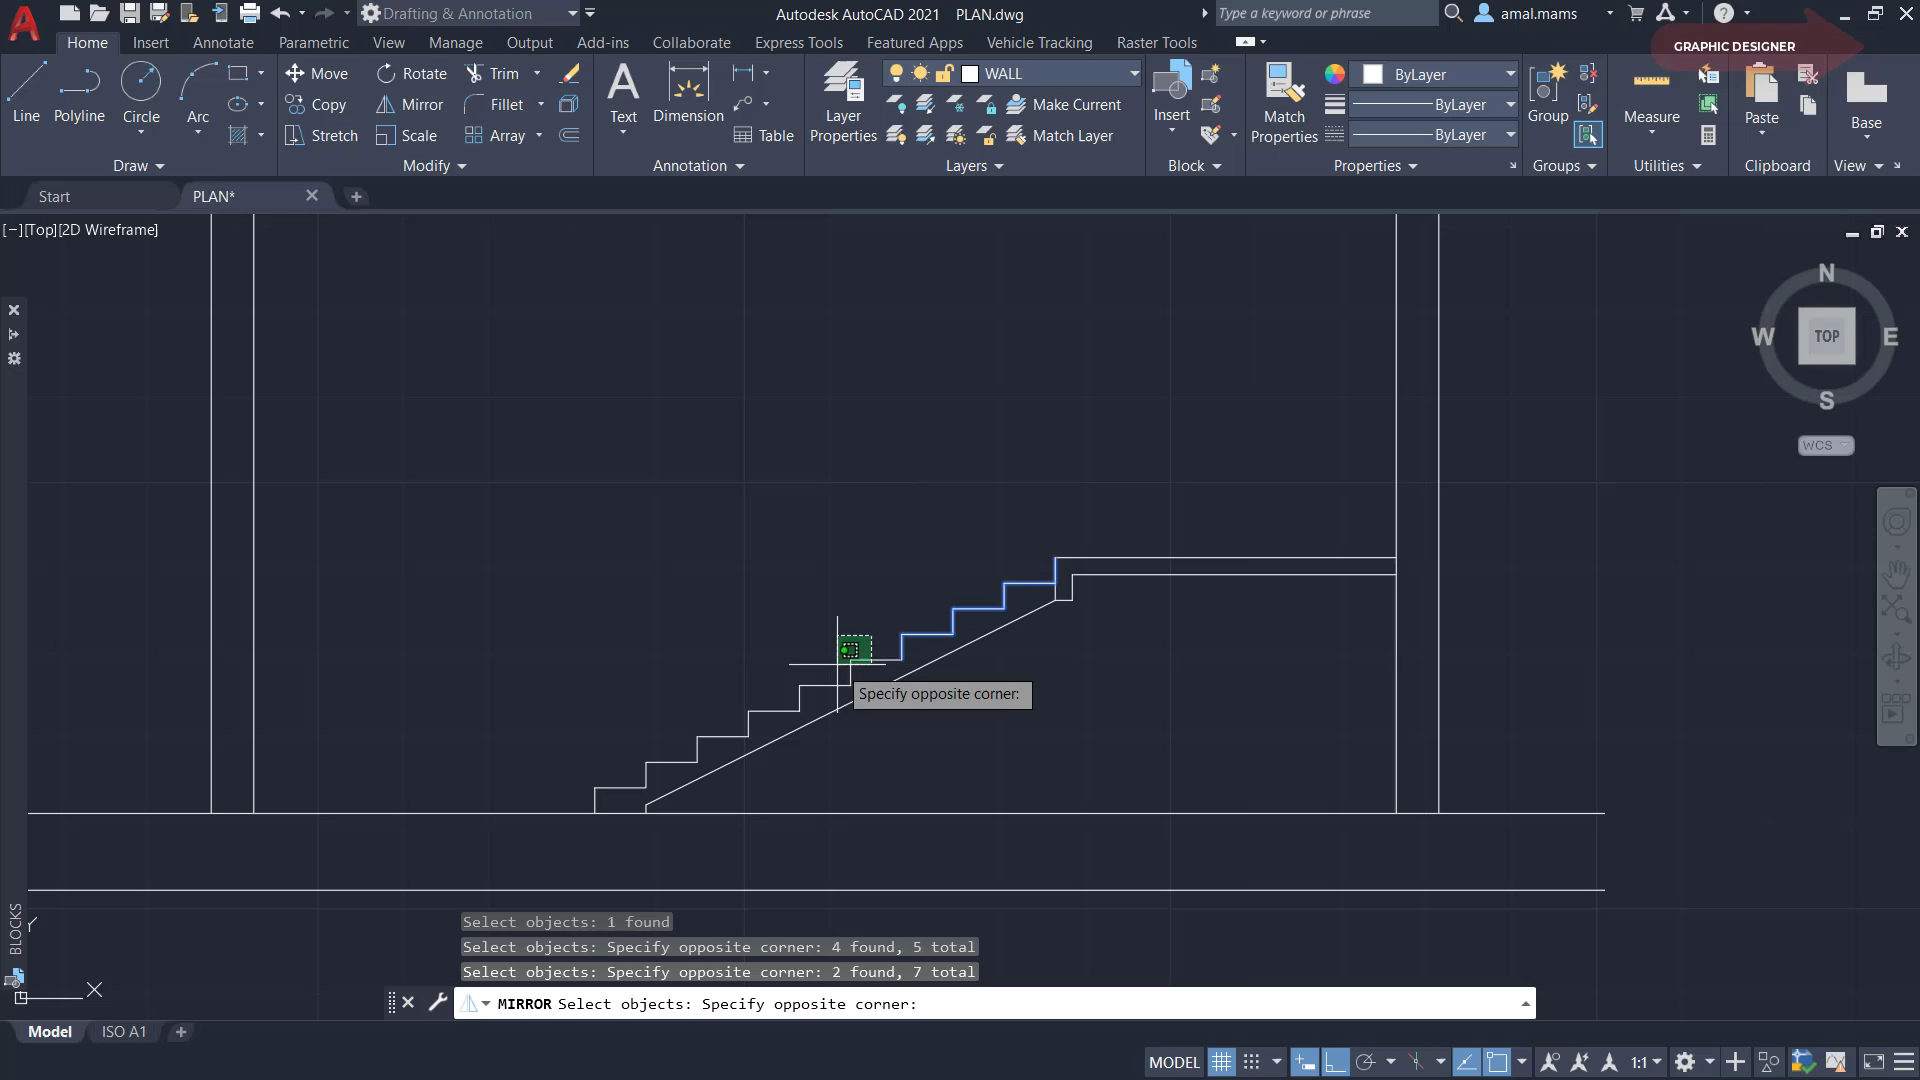 Drafting & Annotation
Autodesk AutoCAD 2021 PLAN.dwg
Type a keyword or phrase
amal.mams
Home Insert Annotate Parametric View Manage Output Add-ins Collaborate Express Tools Featured Apps Vehicle Tracking Raster Tools
GRAPHIC DESIGNER
Line Polyline Circle Arc
Move Rotate Trim
Copy Mirror Fillet
Stretch Scale Array
Text Dimension
Table
Layer Properties
WALL
Make Current
Match Layer
Insert
Match Properties
ByLayer
ByLayer
ByLayer
Group
Measure
Paste
Base
Draw Modify Annotation Layers Block Properties Groups Utilities Clipboard View
Start PLAN*
[−][Top][2D Wireframe]
N
W TOP E
S
WCS
Specify opposite corner:
BLOCKS
Y
X
Select objects: 1 found
Select objects: Specify opposite corner: 4 found, 5 total
Select objects: Specify opposite corner: 2 found, 7 total
MIRROR Select objects: Specify opposite corner:
Model ISO A1
MODEL 1:1